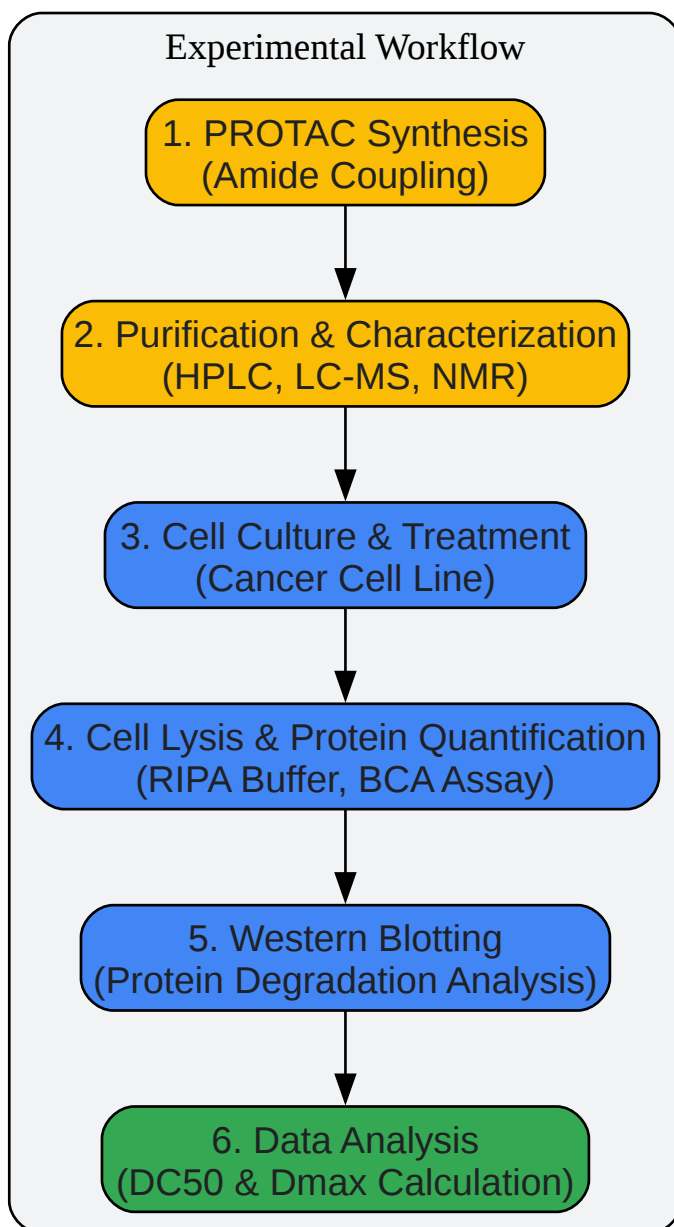 Experimental Workflow
1. PROTAC Synthesis
(Amide Coupling)
2. Purification & Characterization
(HPLC, LC-MS, NMR)
3. Cell Culture & Treatment
(Cancer Cell Line)
4. Cell Lysis & Protein Quantification
(RIPA Buffer, BCA Assay)
5. Western Blotting
(Protein Degradation Analysis)
6. Data Analysis
(DC50 & Dmax Calculation)